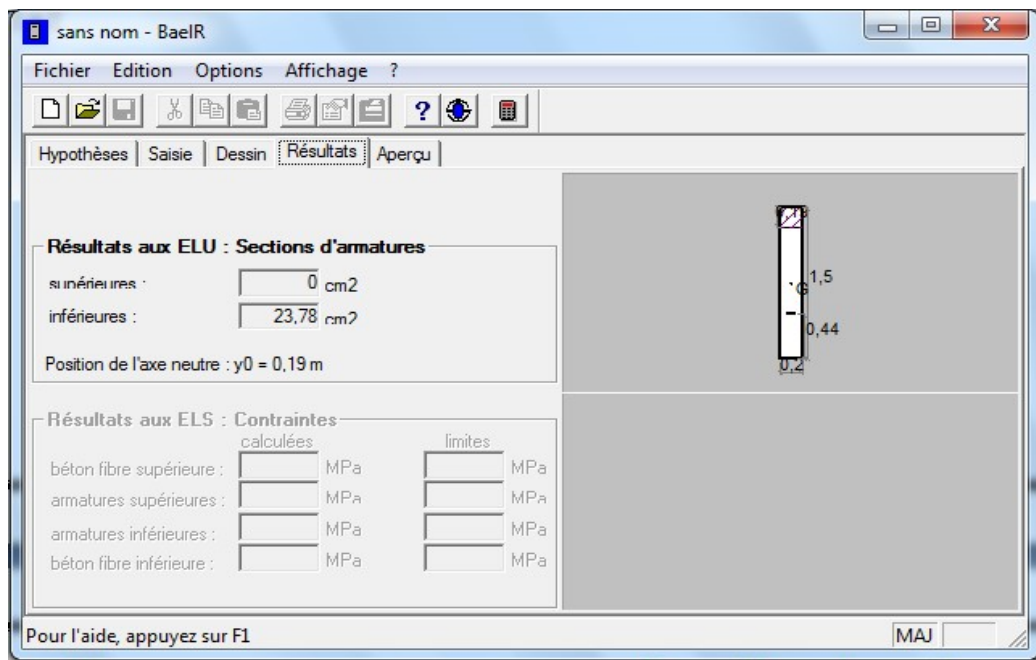 sans nom - BaelR
Fichier Edition Options Affichage ?
Hypothèses Saisie Dessin Résultats Aperçu
Résultats aux ELU : Sections d'armatures
supérieures : 0 cm2
inférieures : 23,78 cm2
Position de l'axe neutre : y0 = 0,19 m
Résultats aux ELS : Contraintes
calculées limites
béton fibre supérieure : MPa MPa
armatures supérieures : MPa MPa
armatures inférieures : MPa MPa
béton fibre inférieure : MPa MPa
1,5
G
0,44
0,2
Pour l'aide, appuyez sur F1
MAJ